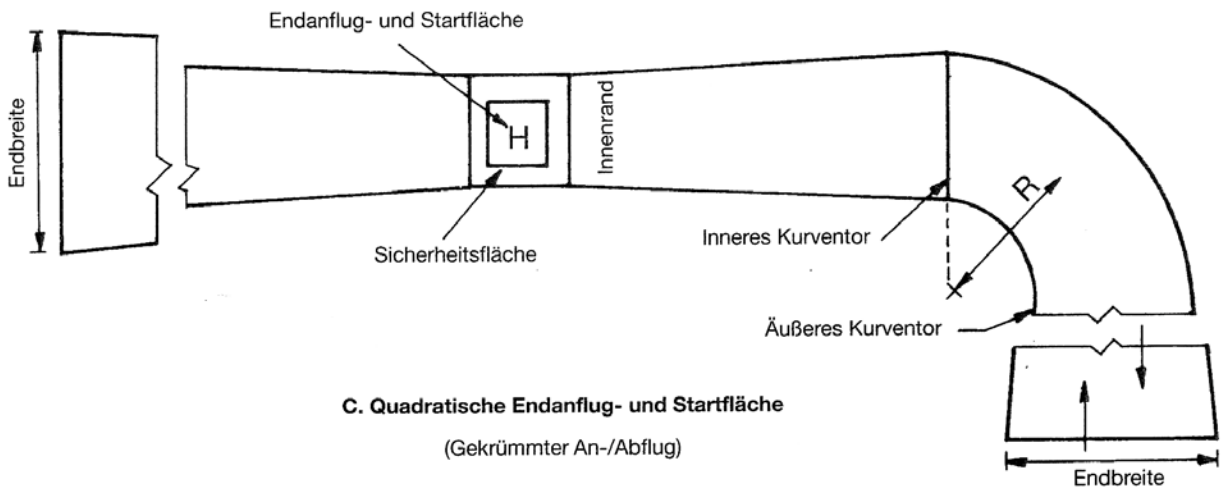 Endanflug- und Startfläche
Endbreite
H
Innenrand
R
Inneres Kurventor
Sicherheitsfläche
Äußeres Kurventor
C. Quadratische Endanflug- und Startfläche
(Gekrümmter An-/Abflug)
Endbreite